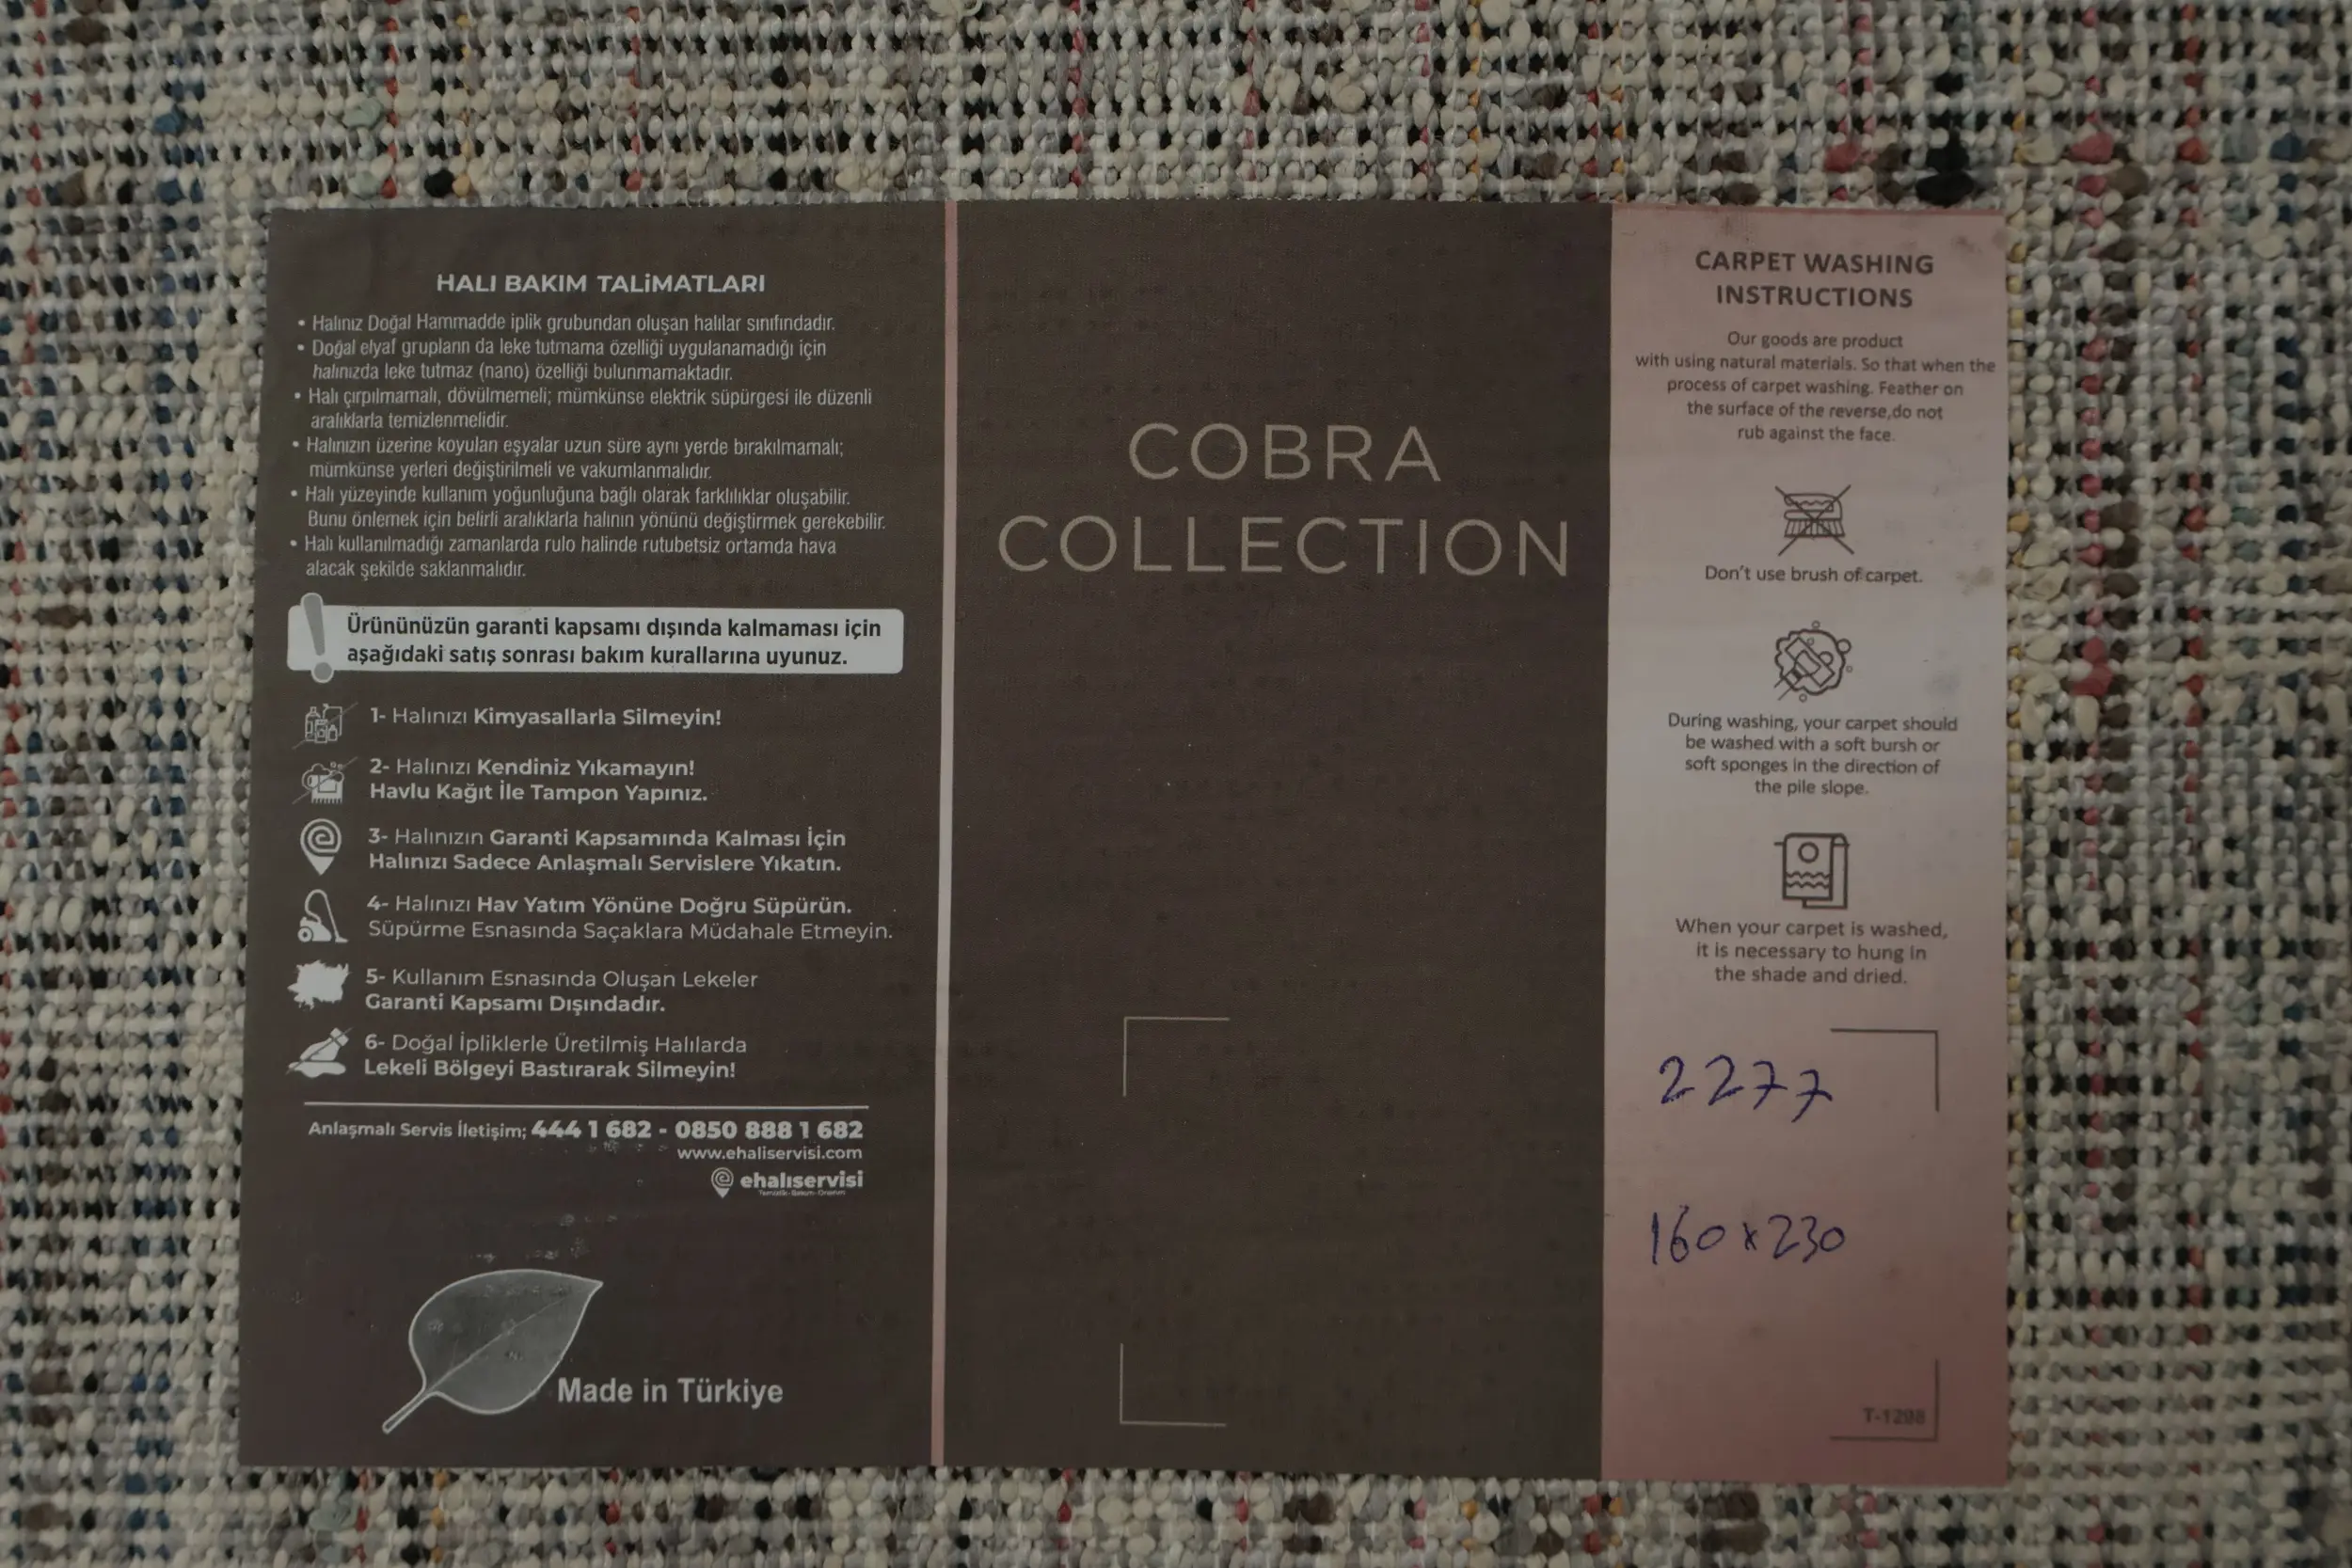 HALI BAKIM TALİMATLARI
• Halınız Doğal Hammadde iplik grubundan oluşan halılar sınıfındadır.
• Doğal elyaf grupların da leke tutmama özelliği uygulanamadığı için
halınızda leke tutmaz (nano) özelliği bulunmamaktadır.
• Halı çırpılmamalı, dövülmemeli; mümkünse elektrik süpürgesi ile düzenli
aralıklarla temizlenmelidir.
• Halınızın üzerine koyulan eşyalar uzun süre aynı yerde bırakılmamalı;
mümkünse yerleri değiştirilmeli ve vakumlanmalıdır.
• Halı yüzeyinde kullanım yoğunluğuna bağlı olarak farklılıklar oluşabilir.
Bunu önlemek için belirli aralıklarla halının yönünü değiştirmek gerekebilir.
• Halı kullanılmadığı zamanlarda rulo halinde rutubetsiz ortamda hava
alacak şekilde saklanmalıdır.
Ürününüzün garanti kapsamı dışında kalmaması için
aşağıdaki satış sonrası bakım kurallarına uyunuz.
1- Halınızı Kimyasallarla Silmeyin!
2- Halınızı Kendiniz Yıkamayın!
Havlu Kağıt İle Tampon Yapınız.
3- Halınızın Garanti Kapsamında Kalması İçin
Halınızı Sadece Anlaşmalı Servislere Yıkatın.
4- Halınızı Hav Yatım Yönüne Doğru Süpürün.
Süpürme Esnasında Saçaklara Müdahale Etmeyin.
5- Kullanım Esnasında Oluşan Lekeler
Garanti Kapsamı Dışındadır.
6- Doğal İpliklerle Üretilmiş Halılarda
Lekeli Bölgeyi Bastırarak Silmeyin!
Anlaşmalı Servis İletişim; 444 1 682 - 0850 888 1 682
www.ehaliservisi.com
ehalıservisi
Made in Türkiye
COBRA
COLLECTION
CARPET WASHING
INSTRUCTIONS
Our goods are product
with using natural materials. So that when the
process of carpet washing. Feather on
the surface of the reverse,do not
rub against the face.
Don't use brush of carpet.
During washing, your carpet should
be washed with a soft bursh or
soft sponges in the direction of
the pile slope.
When your carpet is washed,
it is necessary to hung in
the shade and dried.
2277
160x230
T-1298